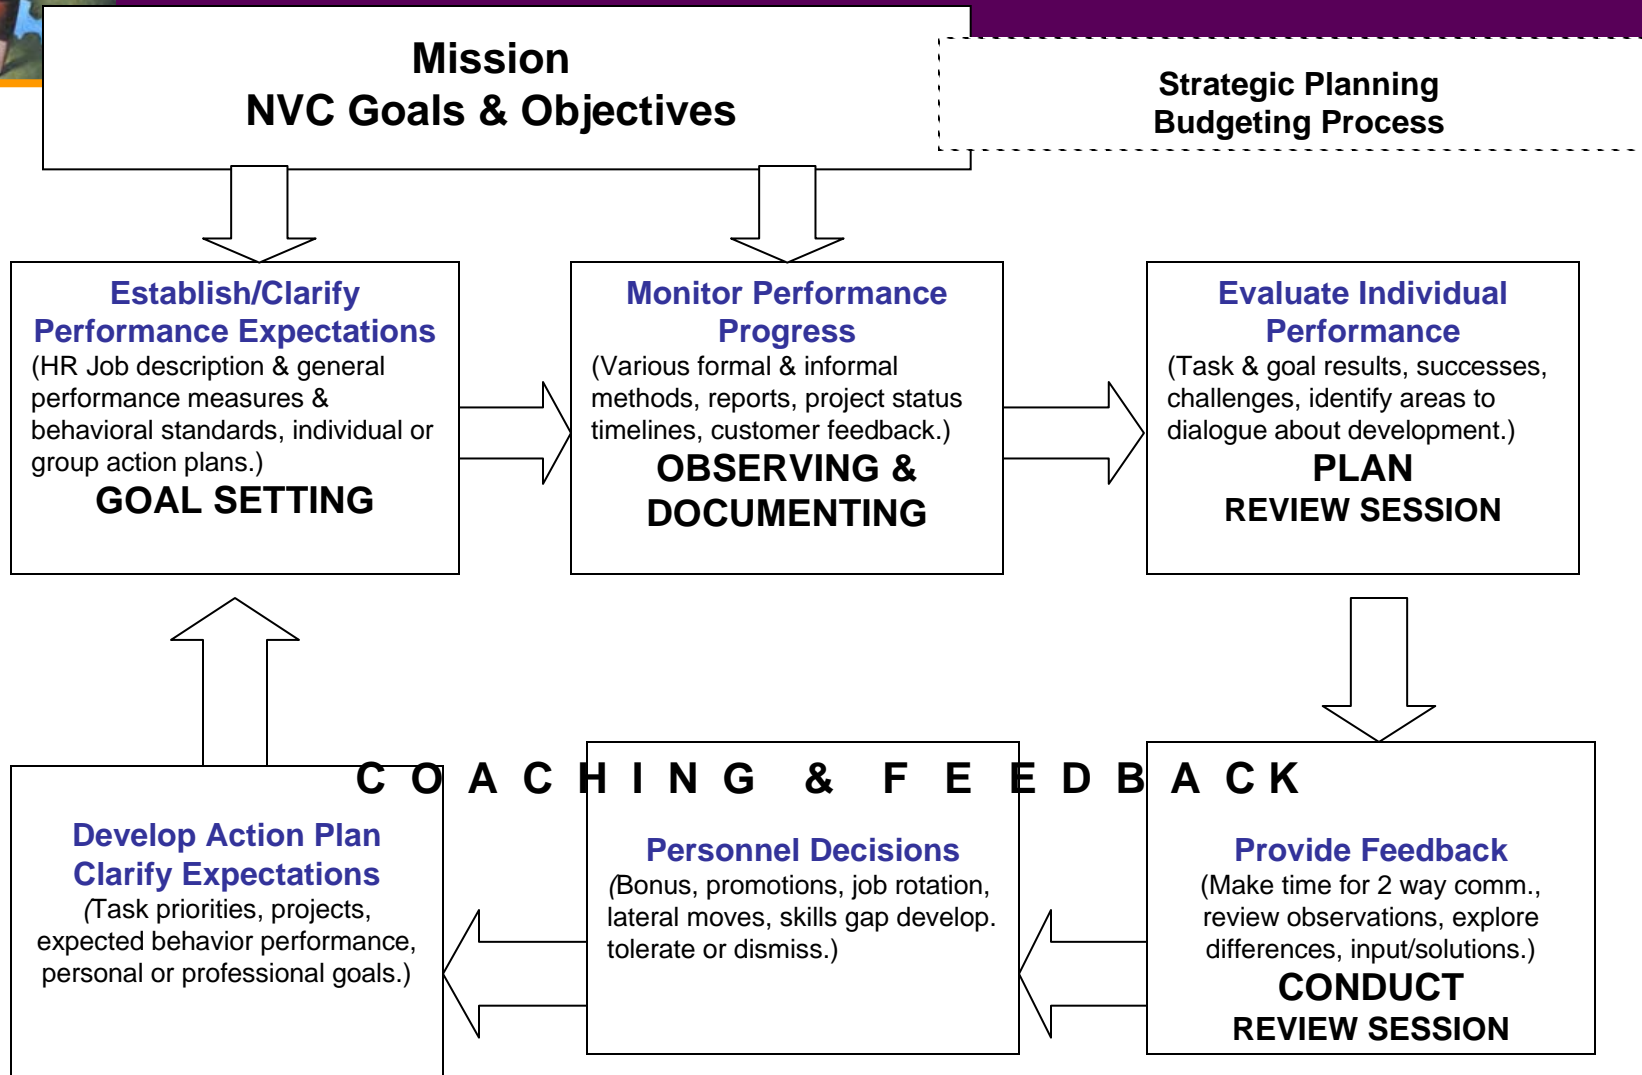 Mission
NVC Goals & Objectives
Strategic Planning
Budgeting Process
Establish/Clarify
Performance Expectations
(HR Job description & general
performance measures &
behavioral standards, individual or
group action plans.)
GOAL SETTING
Monitor Performance
Progress
(Various formal & informal
methods, reports, project status
timelines, customer feedback.)
OBSERVING &
DOCUMENTING
Evaluate Individual
Performance
(Task & goal results, successes,
challenges, identify areas to
dialogue about development.)
PLAN
REVIEW SESSION
COACHING & FEEDBACK
Develop Action Plan
Clarify Expectations
(Task priorities, projects,
expected behavior performance,
personal or professional goals.)
Personnel Decisions
(Bonus, promotions, job rotation,
lateral moves, skills gap develop.
tolerate or dismiss.)
Provide Feedback
(Make time for 2 way comm.,
review observations, explore
differences, input/solutions.)
CONDUCT
REVIEW SESSION